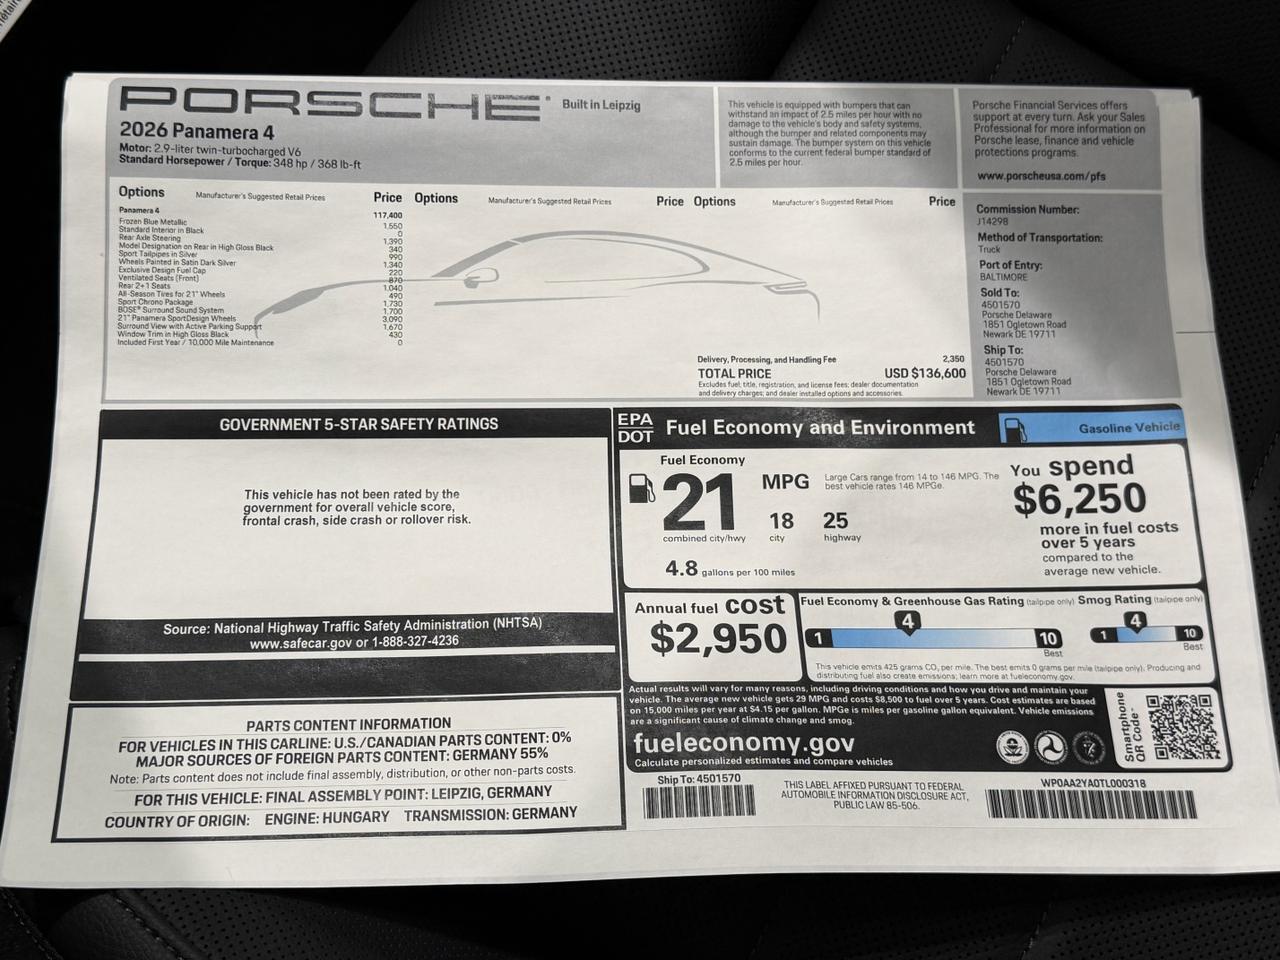 PORSCHE
Built in Leipzig
2026 Panamera 4
Motor: 2.9-liter twin-turbocharged V6
Standard Horsepower / Torque: 348 hp / 368 lb-ft
This vehicle is equipped with bumpers that can
withstand an impact of 2.5 miles per hour with no
damage to the vehicle's body and safety systems,
although the bumper and related components may
sustain damage. The bumper system on this vehicle
conforms to the current federal bumper standard of
2.5 miles per hour.
Porsche Financial Services offers
support at every turn. Ask your Sales
Professional for more information on
Porsche lease, finance and vehicle
protections programs.
www.porscheusa.com/pfs
Options Manufacturer's Suggested Retail Prices Price
Options Manufacturer's Suggested Retail Prices Price
Options Manufacturer's Suggested Retail Prices Price
Panamera 4 117,400
Frozen Blue Metallic 1,550
Standard Interior in Black 0
Rear Axle Steering 1,390
Model Designation on Rear in High Gloss Black 340
Sport Tailpipes in Silver 990
Wheels Painted in Satin Dark Silver 1,340
Exclusive Design Fuel Cap 220
Ventilated Seats (Front) 870
Rear 2+1 Seats 1,040
All-Season Tires for 21" Wheels 490
Sport Chrono Package 1,730
BOSE® Surround Sound System 1,700
21" Panamera SportDesign Wheels 3,090
Surround View with Active Parking Support 1,670
Window Trim in High Gloss Black 430
Included First Year / 10,000 Mile Maintenance 0
Delivery, Processing, and Handling Fee 2,350
TOTAL PRICE USD $136,600
Excludes fuel, title, registration, and license fees; dealer documentation
and delivery charges; and dealer installed options and accessories.
Commission Number:
J14298
Method of Transportation:
Truck
Port of Entry:
BALTIMORE
Sold To:
4501570
Porsche Delaware
1851 Ogletown Road
Newark DE 19711
Ship To:
4501570
Porsche Delaware
1851 Ogletown Road
Newark DE 19711
GOVERNMENT 5-STAR SAFETY RATINGS
This vehicle has not been rated by the
government for overall vehicle score,
frontal crash, side crash or rollover risk.
Source: National Highway Traffic Safety Administration (NHTSA)
www.safecar.gov or 1-888-327-4236
PARTS CONTENT INFORMATION
FOR VEHICLES IN THIS CARLINE: U.S./CANADIAN PARTS CONTENT: 0%
MAJOR SOURCES OF FOREIGN PARTS CONTENT: GERMANY 55%
Note: Parts content does not include final assembly, distribution, or other non-parts costs.
FOR THIS VEHICLE: FINAL ASSEMBLY POINT: LEIPZIG, GERMANY
COUNTRY OF ORIGIN: ENGINE: HUNGARY TRANSMISSION: GERMANY
EPA
DOT
Fuel Economy and Environment
Gasoline Vehicle
Fuel Economy
21 MPG
combined city/hwy
18
city
25
highway
4.8 gallons per 100 miles
Large Cars range from 14 to 146 MPG. The
best vehicle rates 146 MPGe.
You spend
$6,250
more in fuel costs
over 5 years
compared to the
average new vehicle.
Annual fuel cost
$2,950
Fuel Economy & Greenhouse Gas Rating (tailpipe only)
4
1 10
Best
Smog Rating (tailpipe only)
4
1 10
Best
This vehicle emits 425 grams CO2 per mile. The best emits 0 grams per mile (tailpipe only). Producing and
distributing fuel also create emissions; learn more at fueleconomy.gov.
Actual results will vary for many reasons, including driving conditions and how you drive and maintain your
vehicle. The average new vehicle gets 29 MPG and costs $8,500 to fuel over 5 years. Cost estimates are based
on 15,000 miles per year at $4.15 per gallon. MPGe is miles per gasoline gallon equivalent. Vehicle emissions
are a significant cause of climate change and smog.
fueleconomy.gov
Calculate personalized estimates and compare vehicles
Smartphone
QR Code
Ship To: 4501570
THIS LABEL AFFIXED PURSUANT TO FEDERAL
AUTOMOBILE INFORMATION DISCLOSURE ACT,
PUBLIC LAW 85-506.
WP0AA2YA0TL000318